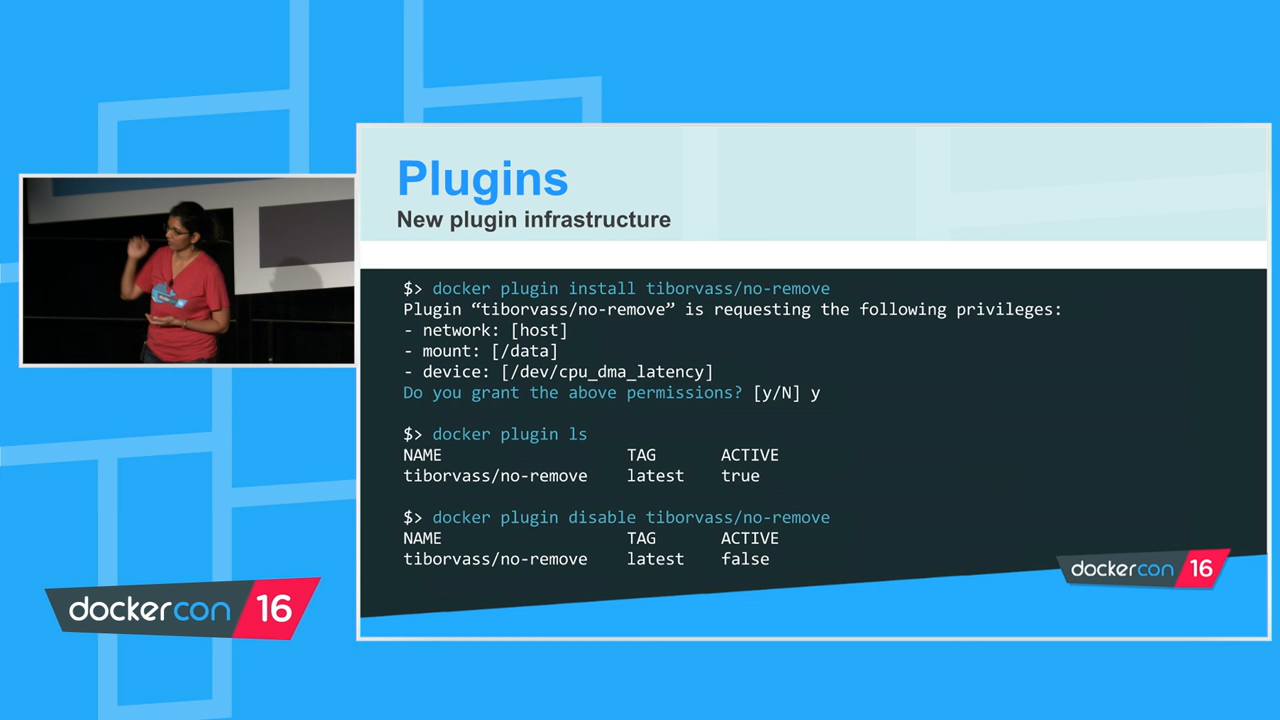 Plugins
New plugin infrastructure
$> docker plugin install tiborvass/no-remove
Plugin “tiborvass/no-remove” is requesting the following privileges:
- network: [host]
- mount: [/data]
- device: [/dev/cpu_dma_latency]
Do you grant the above permissions? [y/N] y
$> docker plugin ls
NAME TAG ACTIVE
tiborvass/no-remove latest true
$> docker plugin disable tiborvass/no-remove
NAME TAG ACTIVE
tiborvass/no-remove latest false
dockercon 16
dockercon 16